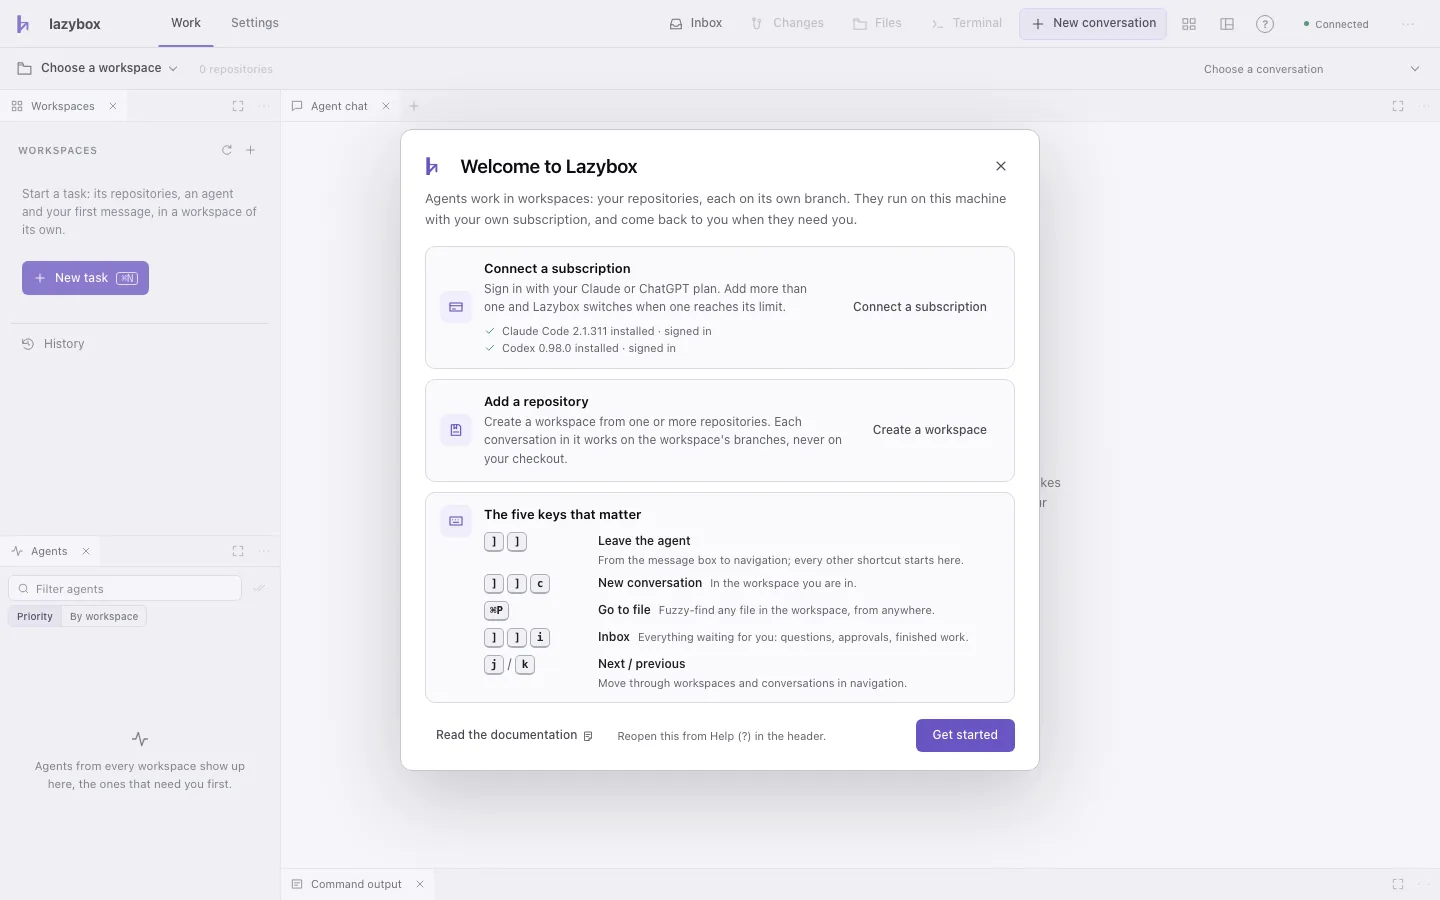 lazybox
Work
Settings
Inbox
Changes
Files
Terminal
New conversation
Connected
Choose a workspace
0 repositories
Choose a conversation
Workspaces
Agent chat
WORKSPACES
Start a task: its repositories, an agent
and your first message, in a workspace of
its own.
New task ⌘N
History
Agents
Filter agents
Priority
By workspace
Agents from every workspace show up
here, the ones that need you first.
Welcome to Lazybox
Agents work in workspaces: your repositories, each on its own branch. They run on this machine
with your own subscription, and come back to you when they need you.
Connect a subscription
Sign in with your Claude or ChatGPT plan. Add more than
one and Lazybox switches when one reaches its limit.
Claude Code 2.1.311 installed · signed in
Codex 0.98.0 installed · signed in
Connect a subscription
Add a repository
Create a workspace from one or more repositories. Each
conversation in it works on the workspace's branches, never on
your checkout.
Create a workspace
The five keys that matter
] ] Leave the agent
From the message box to navigation; every other shortcut starts here.
] ] c New conversation In the workspace you are in.
⌘P Go to file Fuzzy-find any file in the workspace, from anywhere.
] ] i Inbox Everything waiting for you: questions, approvals, finished work.
j / k Next / previous
Move through workspaces and conversations in navigation.
Read the documentation
Reopen this from Help (?) in the header.
Get started
Command output